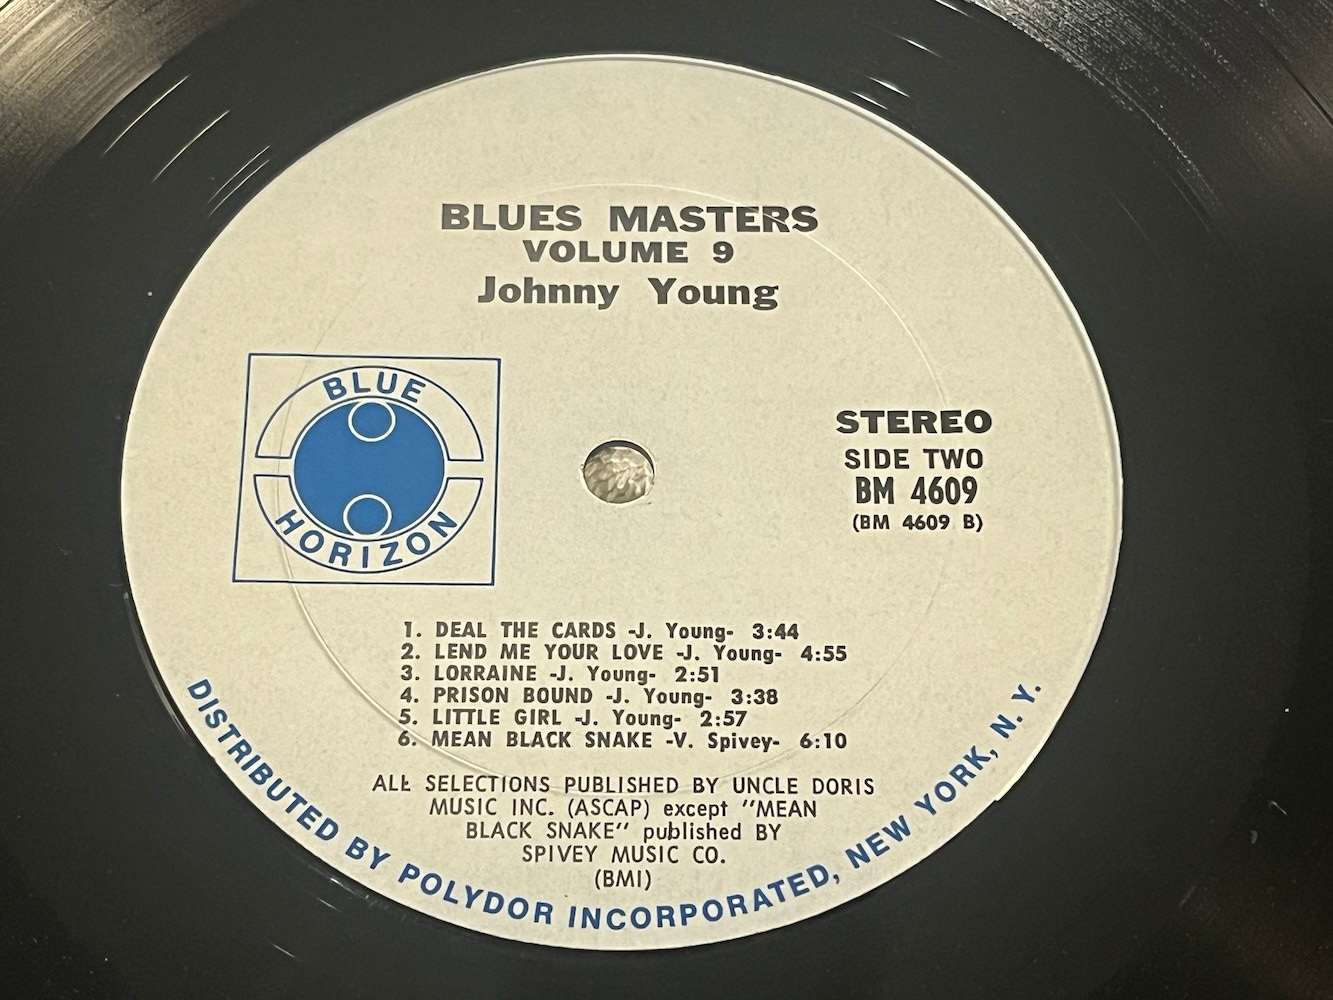 BLUES MASTERS
VOLUME 9
Johnny Young
BLUE
HORIZON
STEREO
SIDE TWO
BM 4609
(BM 4609 B)
1. DEAL THE CARDS -J. Young- 3:44
2. LEND ME YOUR LOVE -J. Young- 4:55
3. LORRAINE -J. Young- 2:51
4. PRISON BOUND -J. Young- 3:38
5. LITTLE GIRL -J. Young- 2:57
6. MEAN BLACK SNAKE -V. Spivey- 6:10
ALL SELECTIONS PUBLISHED BY UNCLE DORIS
MUSIC INC. (ASCAP) except "MEAN
BLACK SNAKE" published BY
SPIVEY MUSIC CO.
(BMI)
DISTRIBUTED BY POLYDOR INCORPORATED, NEW YORK, N. Y.